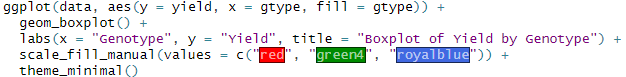 ggplot(data, aes(y = yield, x = gtype, fill = gtype)) +
  geom_boxplot() +
  labs(x = "Genotype", y = "Yield", title = "Boxplot of Yield by Genotype") +
  scale_fill_manual(values = c("red", "green4", "royalblue")) +
  theme_minimal()